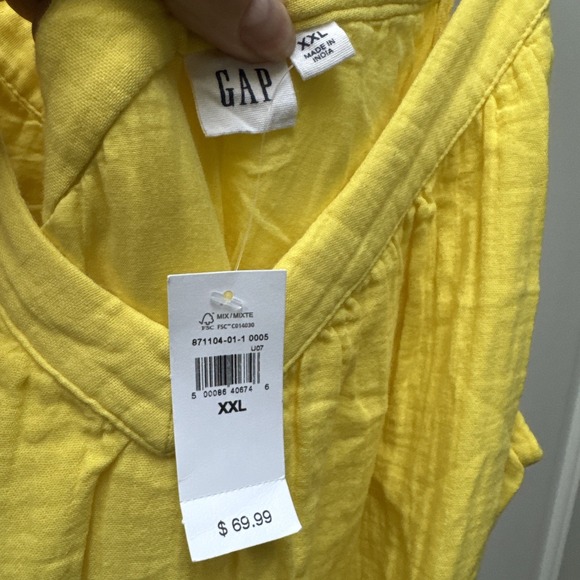 XXL
MADE IN
INDIA
GAP
MIX/MIXTE
FSC FSC™ C016030
871104-01-1 0005
U07
5 00086 40674 6
XXL
$ 69.99